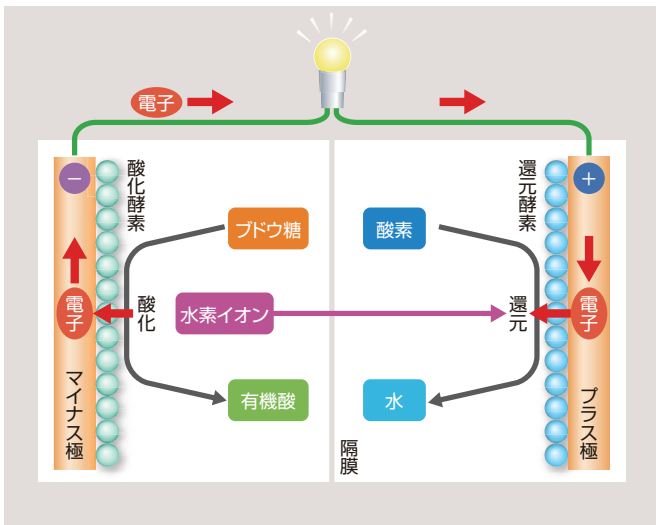 電子
−
酸化酵素
ブドウ糖
電子
酸化
水素イオン
有機酸
マイナス極
酸素
還元酵素
+
還元
電子
水
隔膜
プラス極